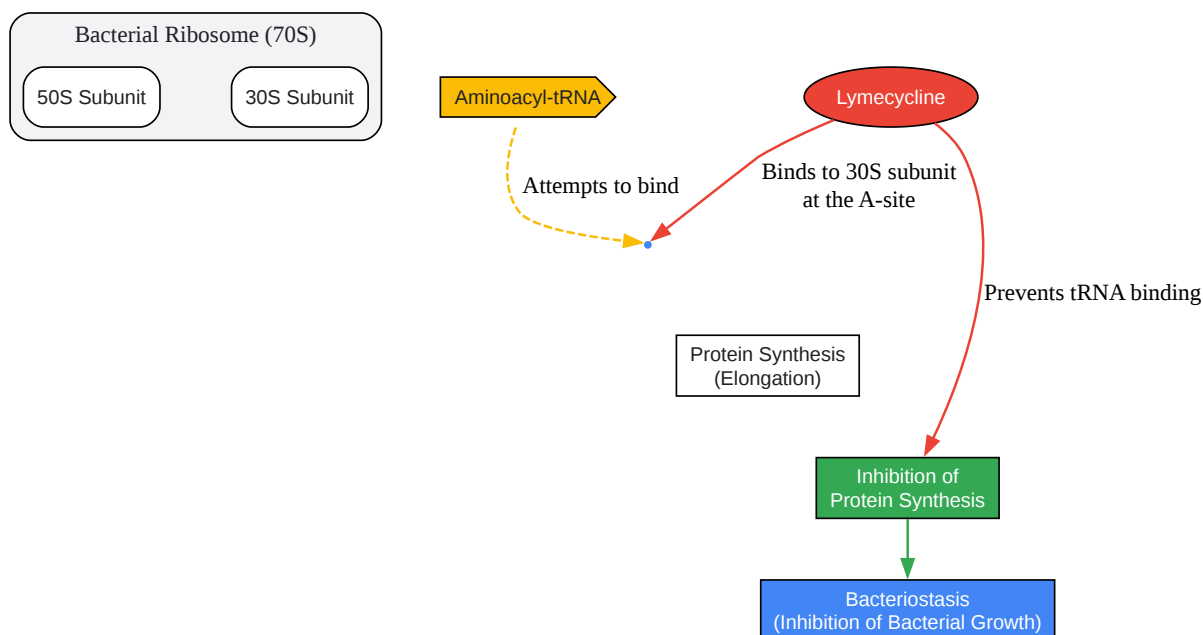 Bacterial Ribosome (70S)
50S Subunit
30S Subunit
Aminoacyl-tRNA
Lymecycline
Attempts to bind
Binds to 30S subunit
at the A-site
Prevents tRNA binding
Protein Synthesis
(Elongation)
Inhibition of
Protein Synthesis
Bacteriostasis
(Inhibition of Bacterial Growth)